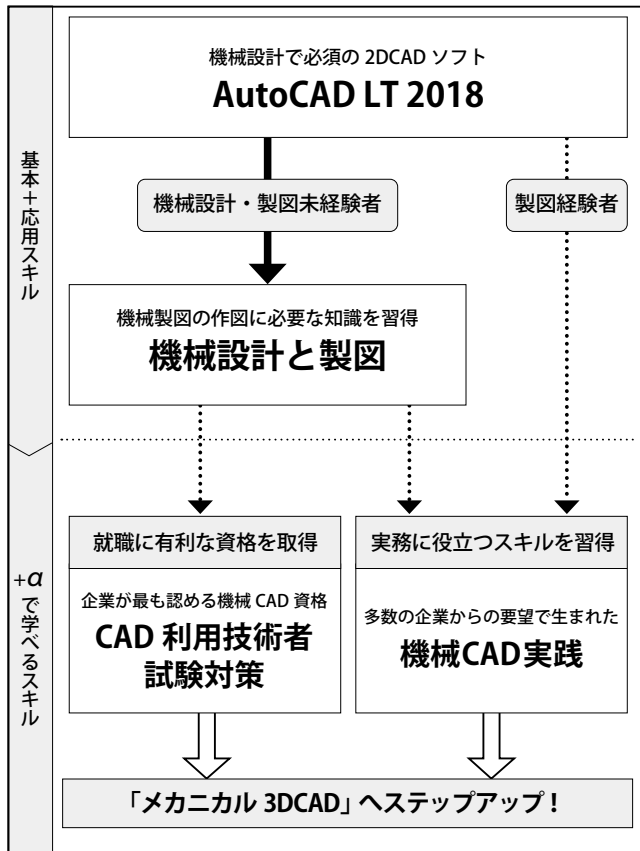 基本＋応用スキル
機械設計で必須の 2DCAD ソフト
AutoCAD LT 2018
機械設計・製図未経験者
製図経験者
機械製図の作図に必要な知識を習得
機械設計と製図
+αで学べるスキル
就職に有利な資格を取得
企業が最も認める機械 CAD 資格
CAD 利用技術者
試験対策
実務に役立つスキルを習得
多数の企業からの要望で生まれた
機械CAD実践
「メカニカル 3DCAD」へステップアップ！